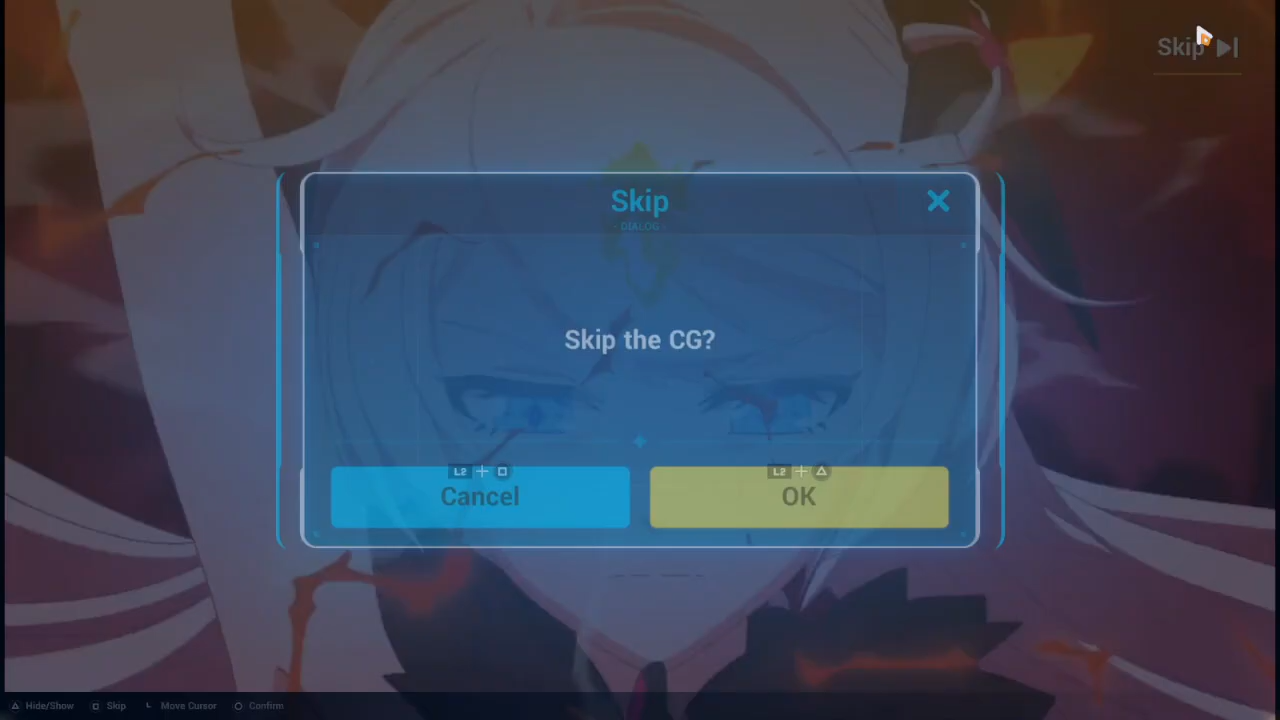 Skip
Skip
- DIALOG -
Skip the CG?
L2 + □
Cancel
L2 + △
OK
Hide/Show Skip Move Cursor Confirm